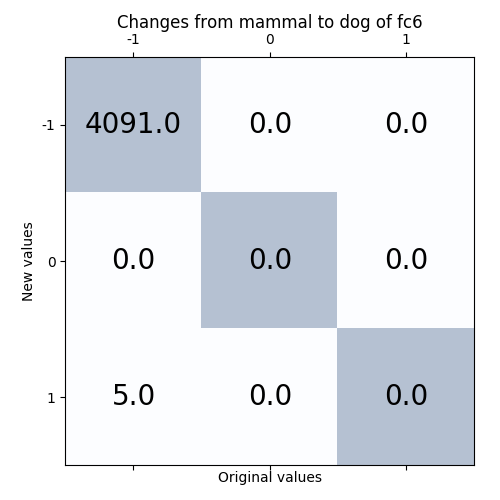 Changes from mammal to dog of fc6
-1 0 1
-1 4091.0 0.0 0.0
0 0.0 0.0 0.0
1 5.0 0.0 0.0
New values
Original values